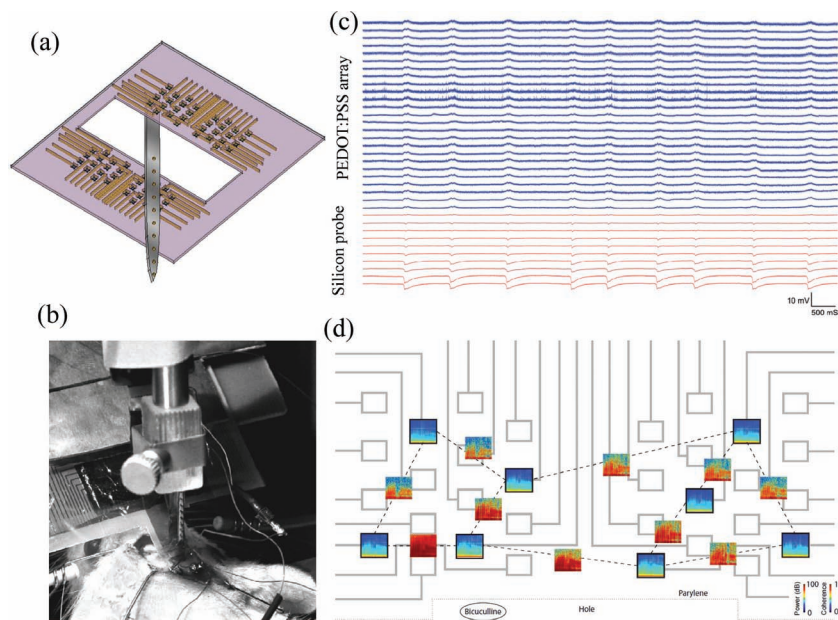 (a)
(c)
PEDOT:PSS array
Silicon probe
10 mV
500 mS
(b)
(d)
Parylene
Bicuculline
Hole
Power (dB)
100
0
Coherence
1
0